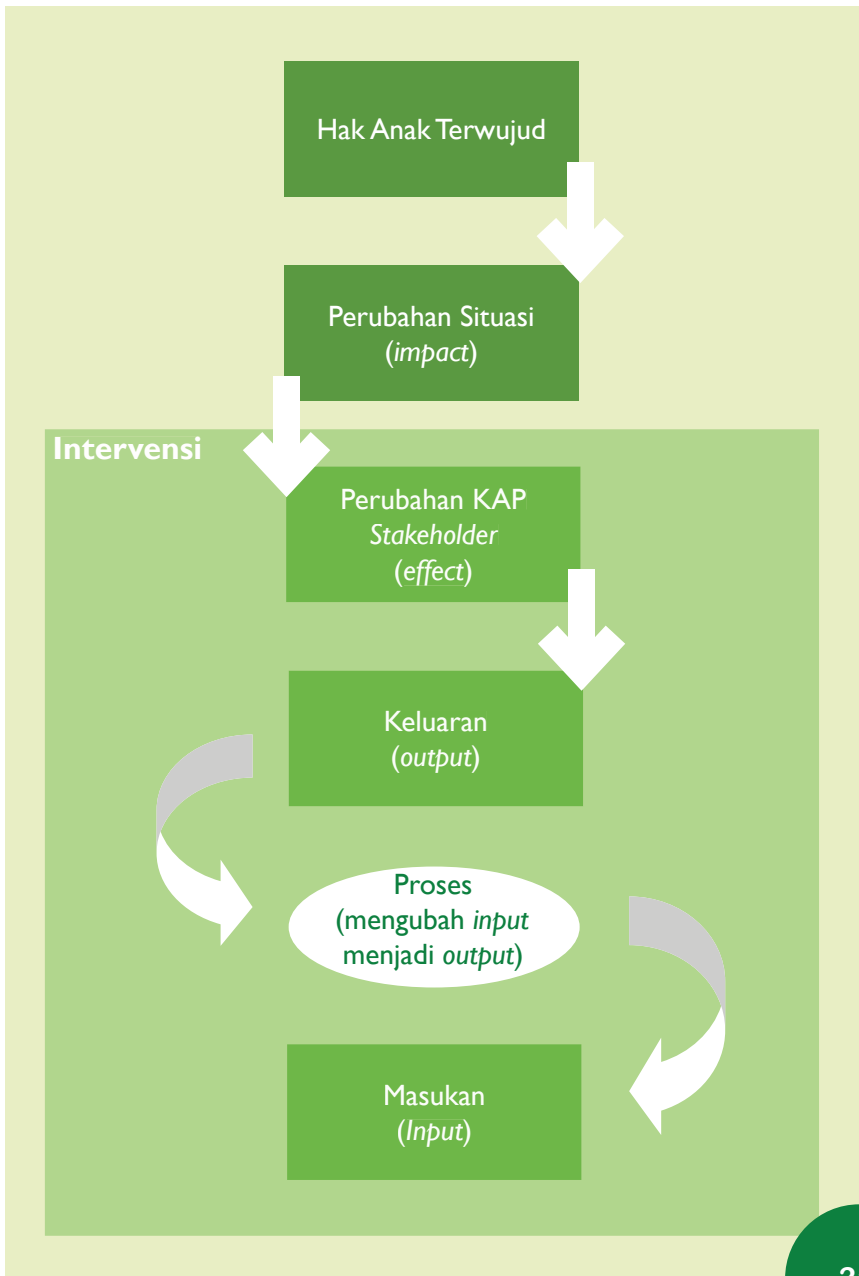 Hak Anak Terwujud
Perubahan Situasi
(impact)
Intervensi
Perubahan KAP
Stakeholder
(effect)
Keluaran
(output)
Proses
(mengubah input
menjadi output)
Masukan
(Input)